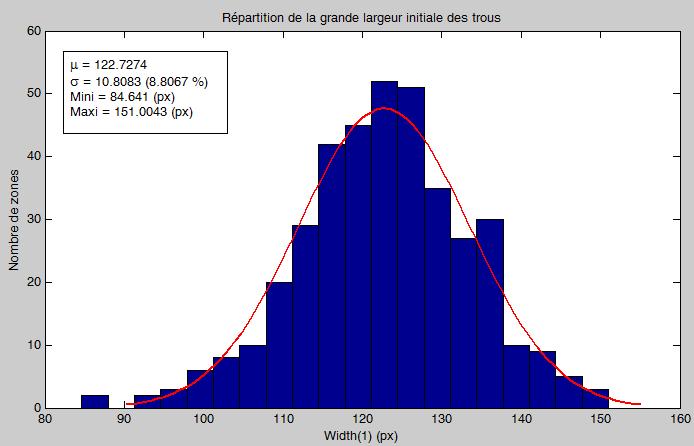 Répartition de la grande largeur initiale des trous
µ = 122.7274
σ = 10.8083 (8.8067 %)
Mini = 84.641 (px)
Maxi = 151.0043 (px)
Nombre de zones
60
50
40
30
20
10
0
80 90 100 110 120 130 140 150 160
Width(1) (px)